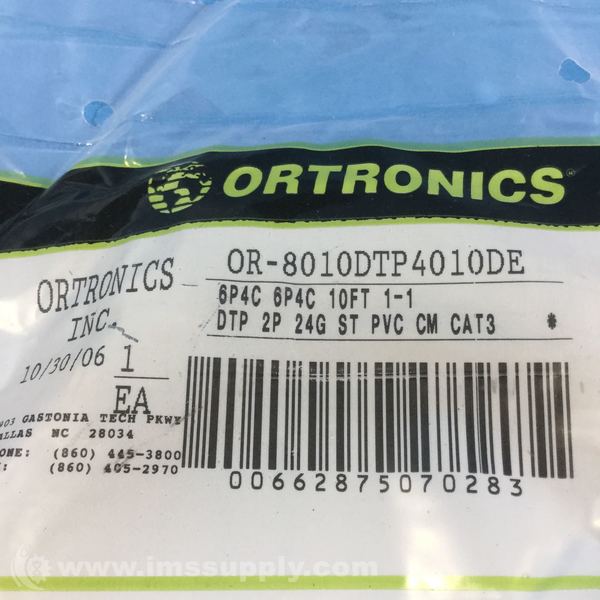 ORTRONICS
ORTRONICS
INC.
10/30/06 1
EA
OR-8010DTP4010DE
6P4C 6P4C 10FT 1-1
DTP 2P 24G ST PVC CM CAT3 *
GASTONIA TECH PKWY
NC 28034
(860) 445-3800
(860) 405-2970
00662875070283
www.imssupply.com